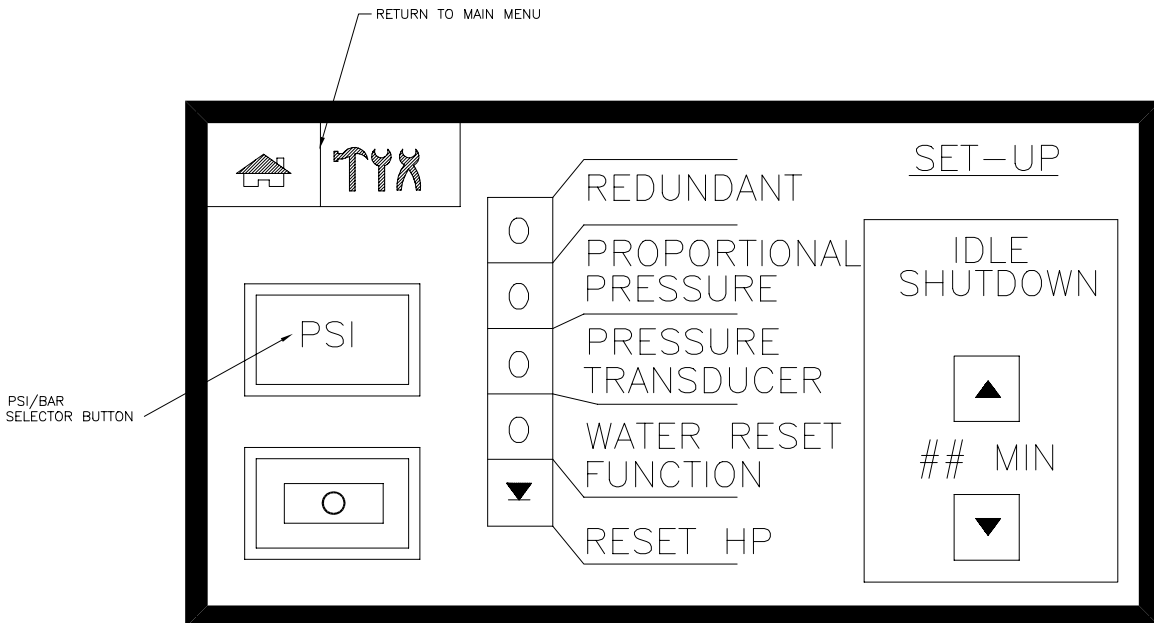 RETURN TO MAIN MENU
SET-UP
REDUNDANT
PROPORTIONAL
PRESSURE
PRESSURE
TRANSDUCER
WATER RESET
FUNCTION
RESET HP
IDLE
SHUTDOWN
## MIN
PSI
PSI/BAR
SELECTOR BUTTON